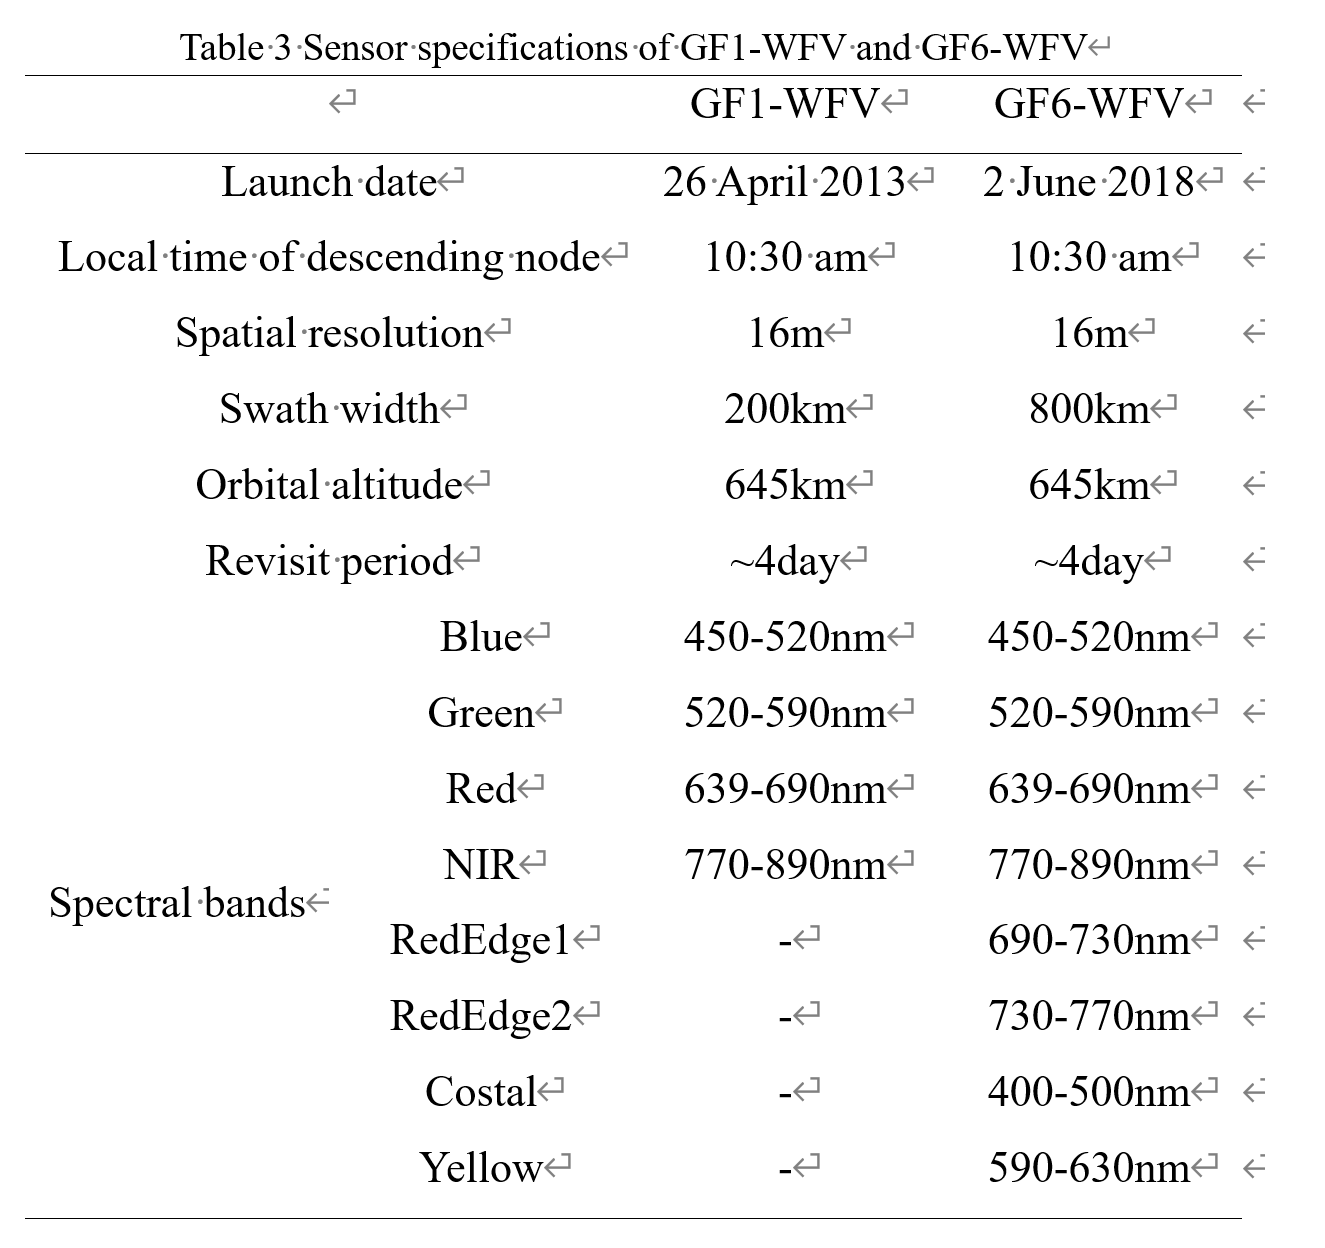 Table 3 Sensor specifications of GF1-WFV and GF6-WFV
GF1-WFV GF6-WFV
Launch date 26 April 2013 2 June 2018
Local time of descending node 10:30 am 10:30 am
Spatial resolution 16m 16m
Swath width 200km 800km
Orbital altitude 645km 645km
Revisit period ~4day ~4day
Spectral bands
Blue 450-520nm 450-520nm
Green 520-590nm 520-590nm
Red 639-690nm 639-690nm
NIR 770-890nm 770-890nm
RedEdge1 - 690-730nm
RedEdge2 - 730-770nm
Costal - 400-500nm
Yellow - 590-630nm